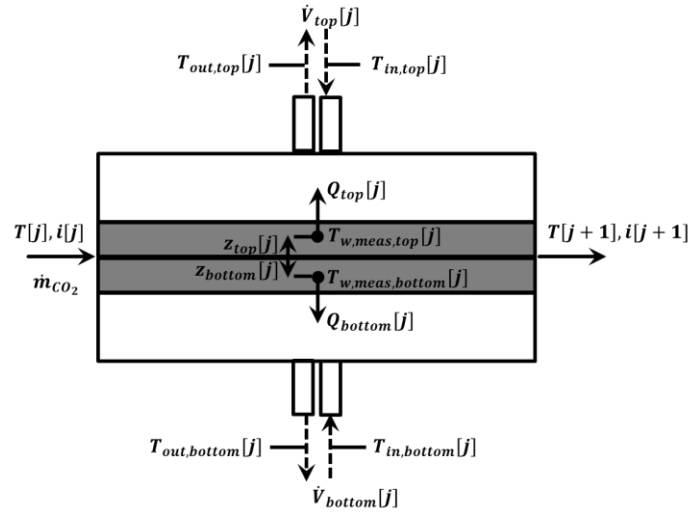 V̇_top[j]
T_out,top[j] T_in,top[j]
Q_top[j]
T[j], i[j] z_top[j] T_w,meas,top[j] T[j + 1], i[j + 1]
ṁ_CO₂ z_bottom[j] T_w,meas,bottom[j]
Q_bottom[j]
T_out,bottom[j] T_in,bottom[j]
V̇_bottom[j]